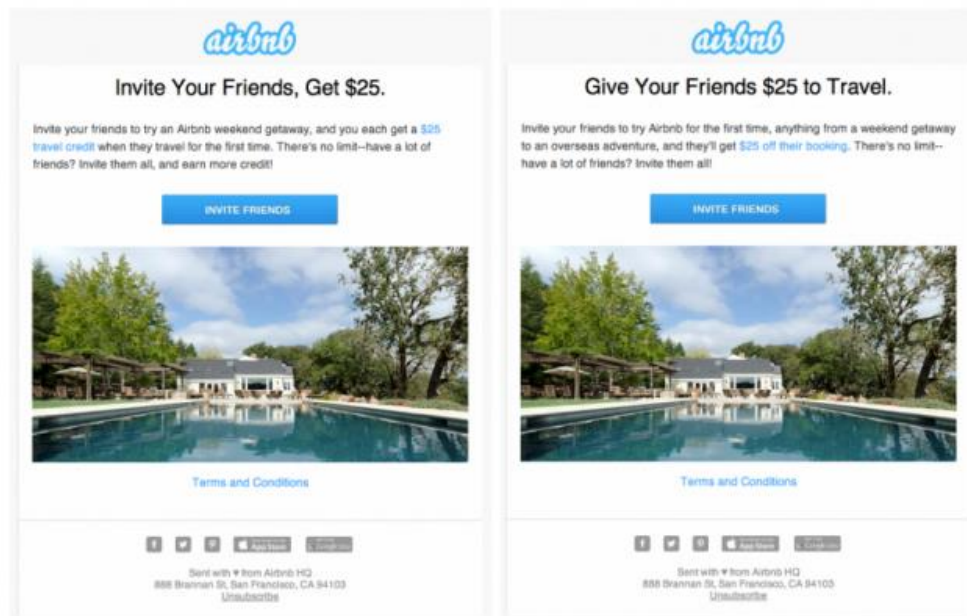 airbnb
Invite Your Friends, Get $25.
Invite your friends to try an Airbnb weekend getaway, and you each get a $25
travel credit when they travel for the first time. There's no limit--have a lot of
friends? Invite them all, and earn more credit!
INVITE FRIENDS
Terms and Conditions
App Store
Sent with ♥ from Airbnb HQ
888 Brannan St, San Francisco, CA 94103
Unsubscribe
airbnb
Give Your Friends $25 to Travel.
Invite your friends to try Airbnb for the first time, anything from a weekend getaway
to an overseas adventure, and they'll get $25 off their booking. There's no limit--
have a lot of friends? Invite them all!
INVITE FRIENDS
Terms and Conditions
App Store
Sent with ♥ from Airbnb HQ
888 Brannan St, San Francisco, CA 94103
Unsubscribe